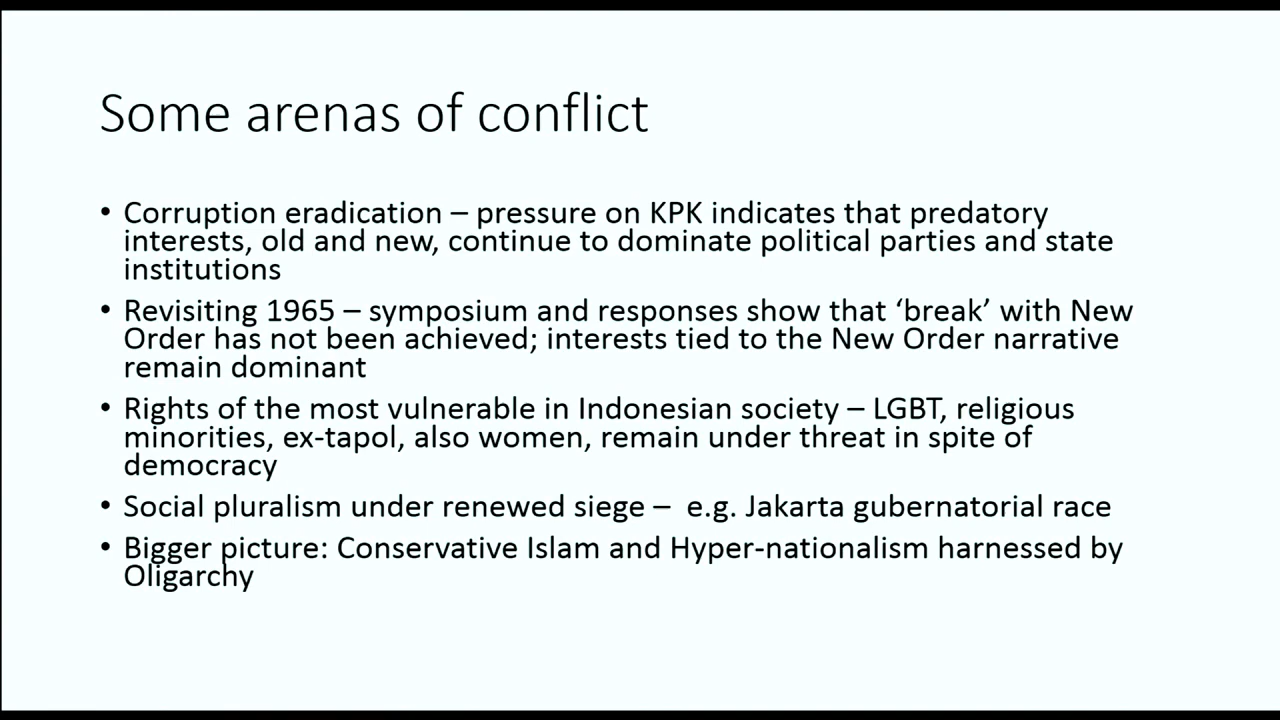 Some arenas of conflict
• Corruption eradication – pressure on KPK indicates that predatory
interests, old and new, continue to dominate political parties and state
institutions
• Revisiting 1965 – symposium and responses show that ‘break’ with New
Order has not been achieved; interests tied to the New Order narrative
remain dominant
• Rights of the most vulnerable in Indonesian society – LGBT, religious
minorities, ex-tapol, also women, remain under threat in spite of
democracy
• Social pluralism under renewed siege –  e.g. Jakarta gubernatorial race
• Bigger picture: Conservative Islam and Hyper-nationalism harnessed by
Oligarchy